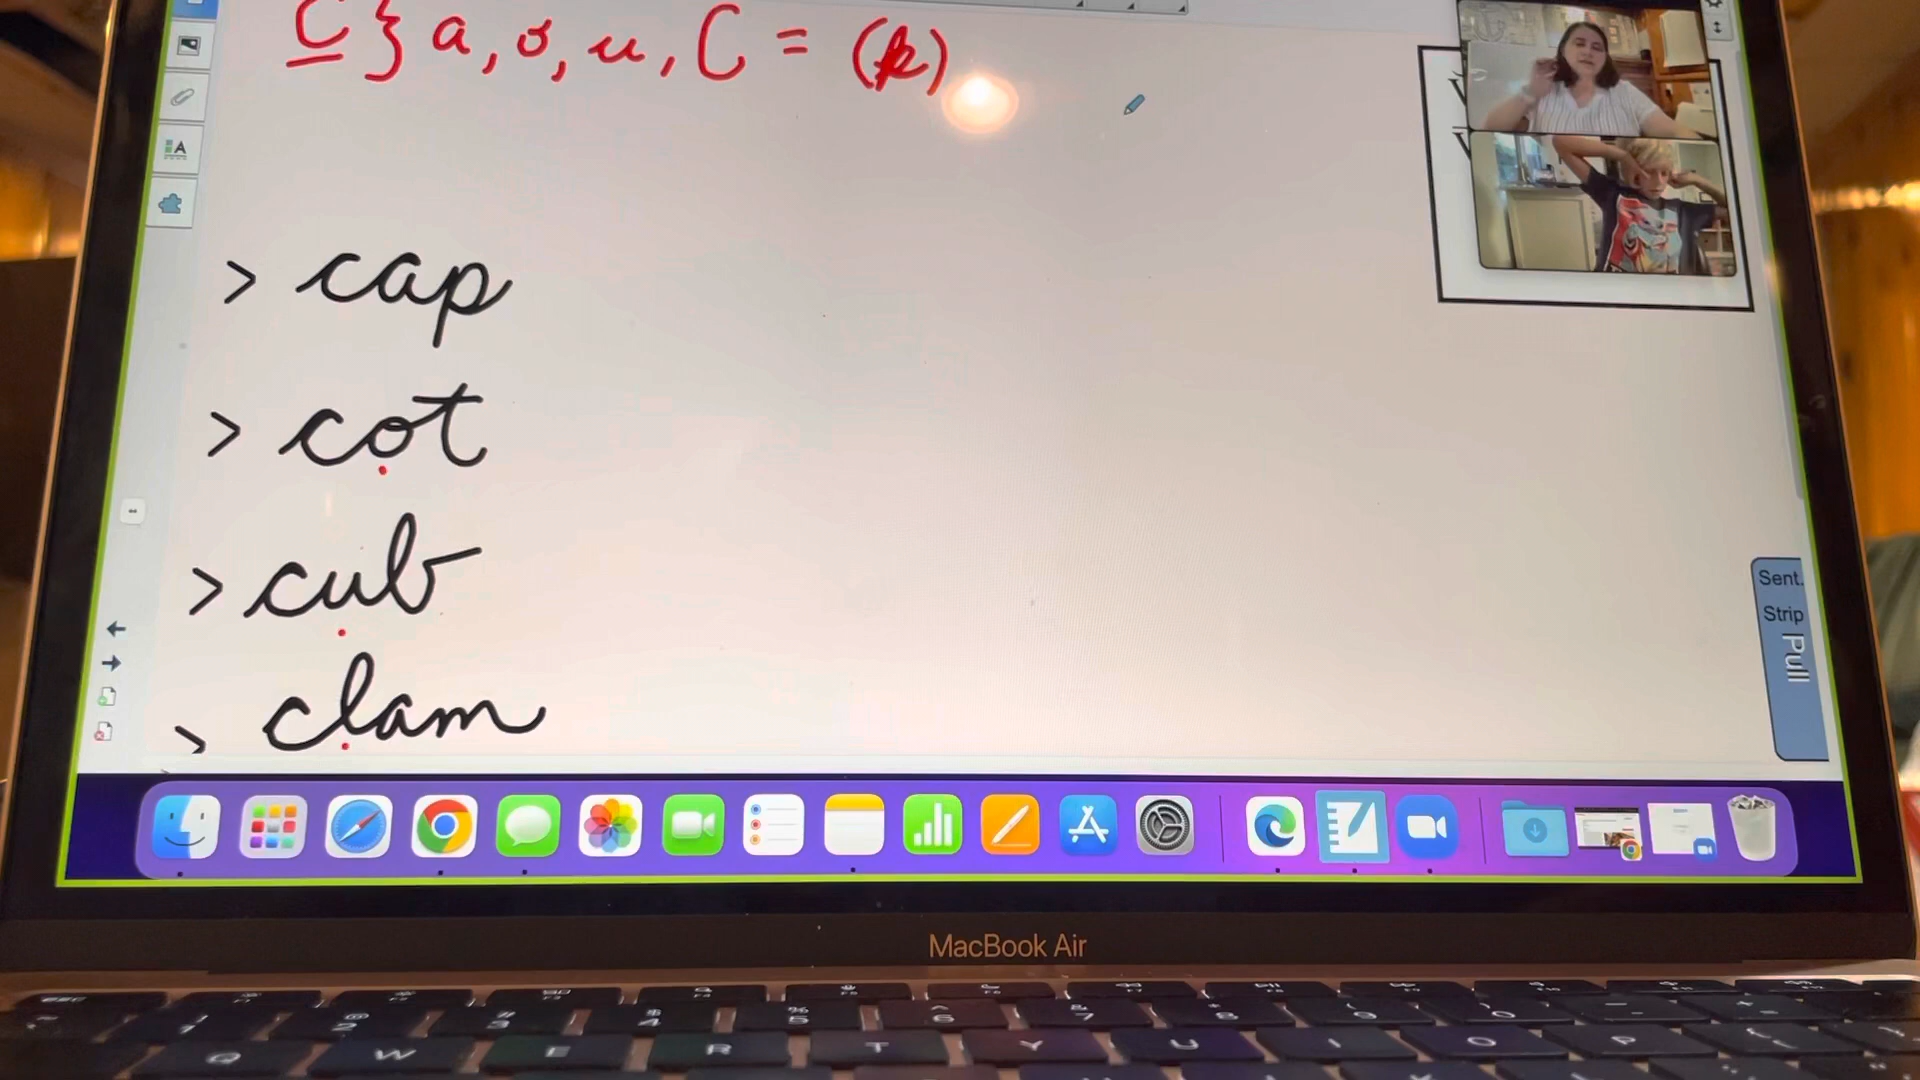 C } a, o, u, C = (k)
> cap
> cot
> cub
> clam
Sent.
Strip
Pull
MacBook Air
Q W E R T Y U I O P